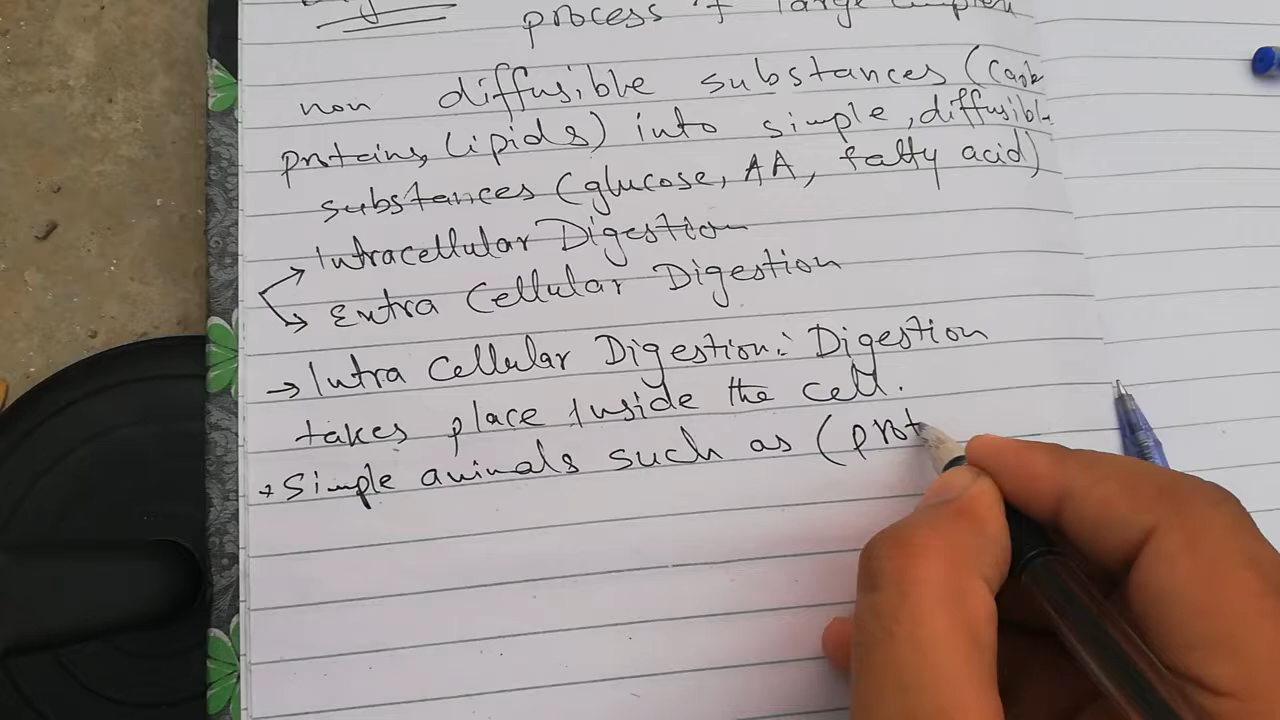 process of large complex
non diffusible substances (Carb
proteins, lipids) into simple, diffusible
substances (glucose, AA, fatty acid)
Intracellular Digestion
Extra Cellular Digestion
→ Intra Cellular Digestion: Digestion
takes place inside the cell.
→ Simple animals such as (prot